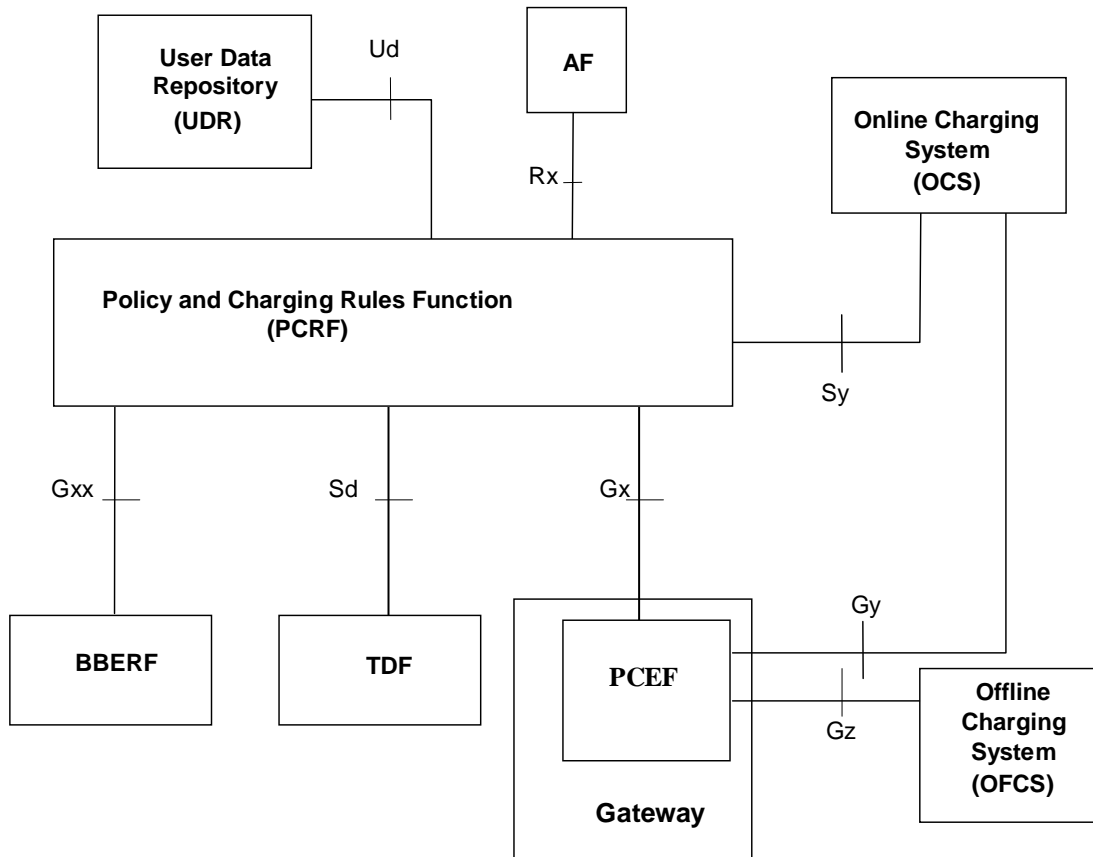 User Data
Repository
(UDR)
Ud
AF
Online Charging
System
(OCS)
Rx
Policy and Charging Rules Function
(PCRF)
Sy
Gxx
Sd
Gx
Gy
BBERF
TDF
PCEF
Gz
Offline
Charging
System
(OFCS)
Gateway